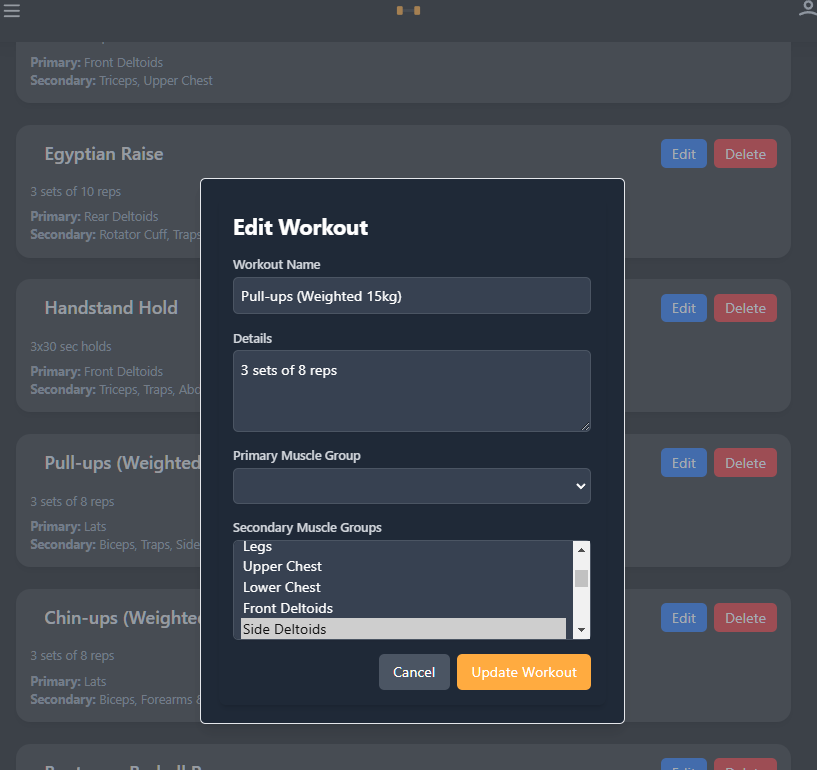 Primary: Front Deltoids
Secondary: Triceps, Upper Chest
Egyptian Raise
Edit
Delete
3 sets of 10 reps
Primary: Rear Deltoids
Secondary: Rotator Cuff, Traps
Handstand Hold
Edit
Delete
3x30 sec holds
Primary: Front Deltoids
Secondary: Triceps, Traps,
Pull-ups (Weighted
Edit
Delete
3 sets of 8 reps
Primary: Lats
Secondary: Biceps, Traps, Side
Chin-ups (Weighted
Edit
Delete
3 sets of 8 reps
Primary: Lats
Secondary: Biceps, Forearms &
Edit Workout
Workout Name
Pull-ups (Weighted 15kg)
Details
3 sets of 8 reps
Primary Muscle Group
Secondary Muscle Groups
Legs
Upper Chest
Lower Chest
Front Deltoids
Side Deltoids
Cancel
Update Workout